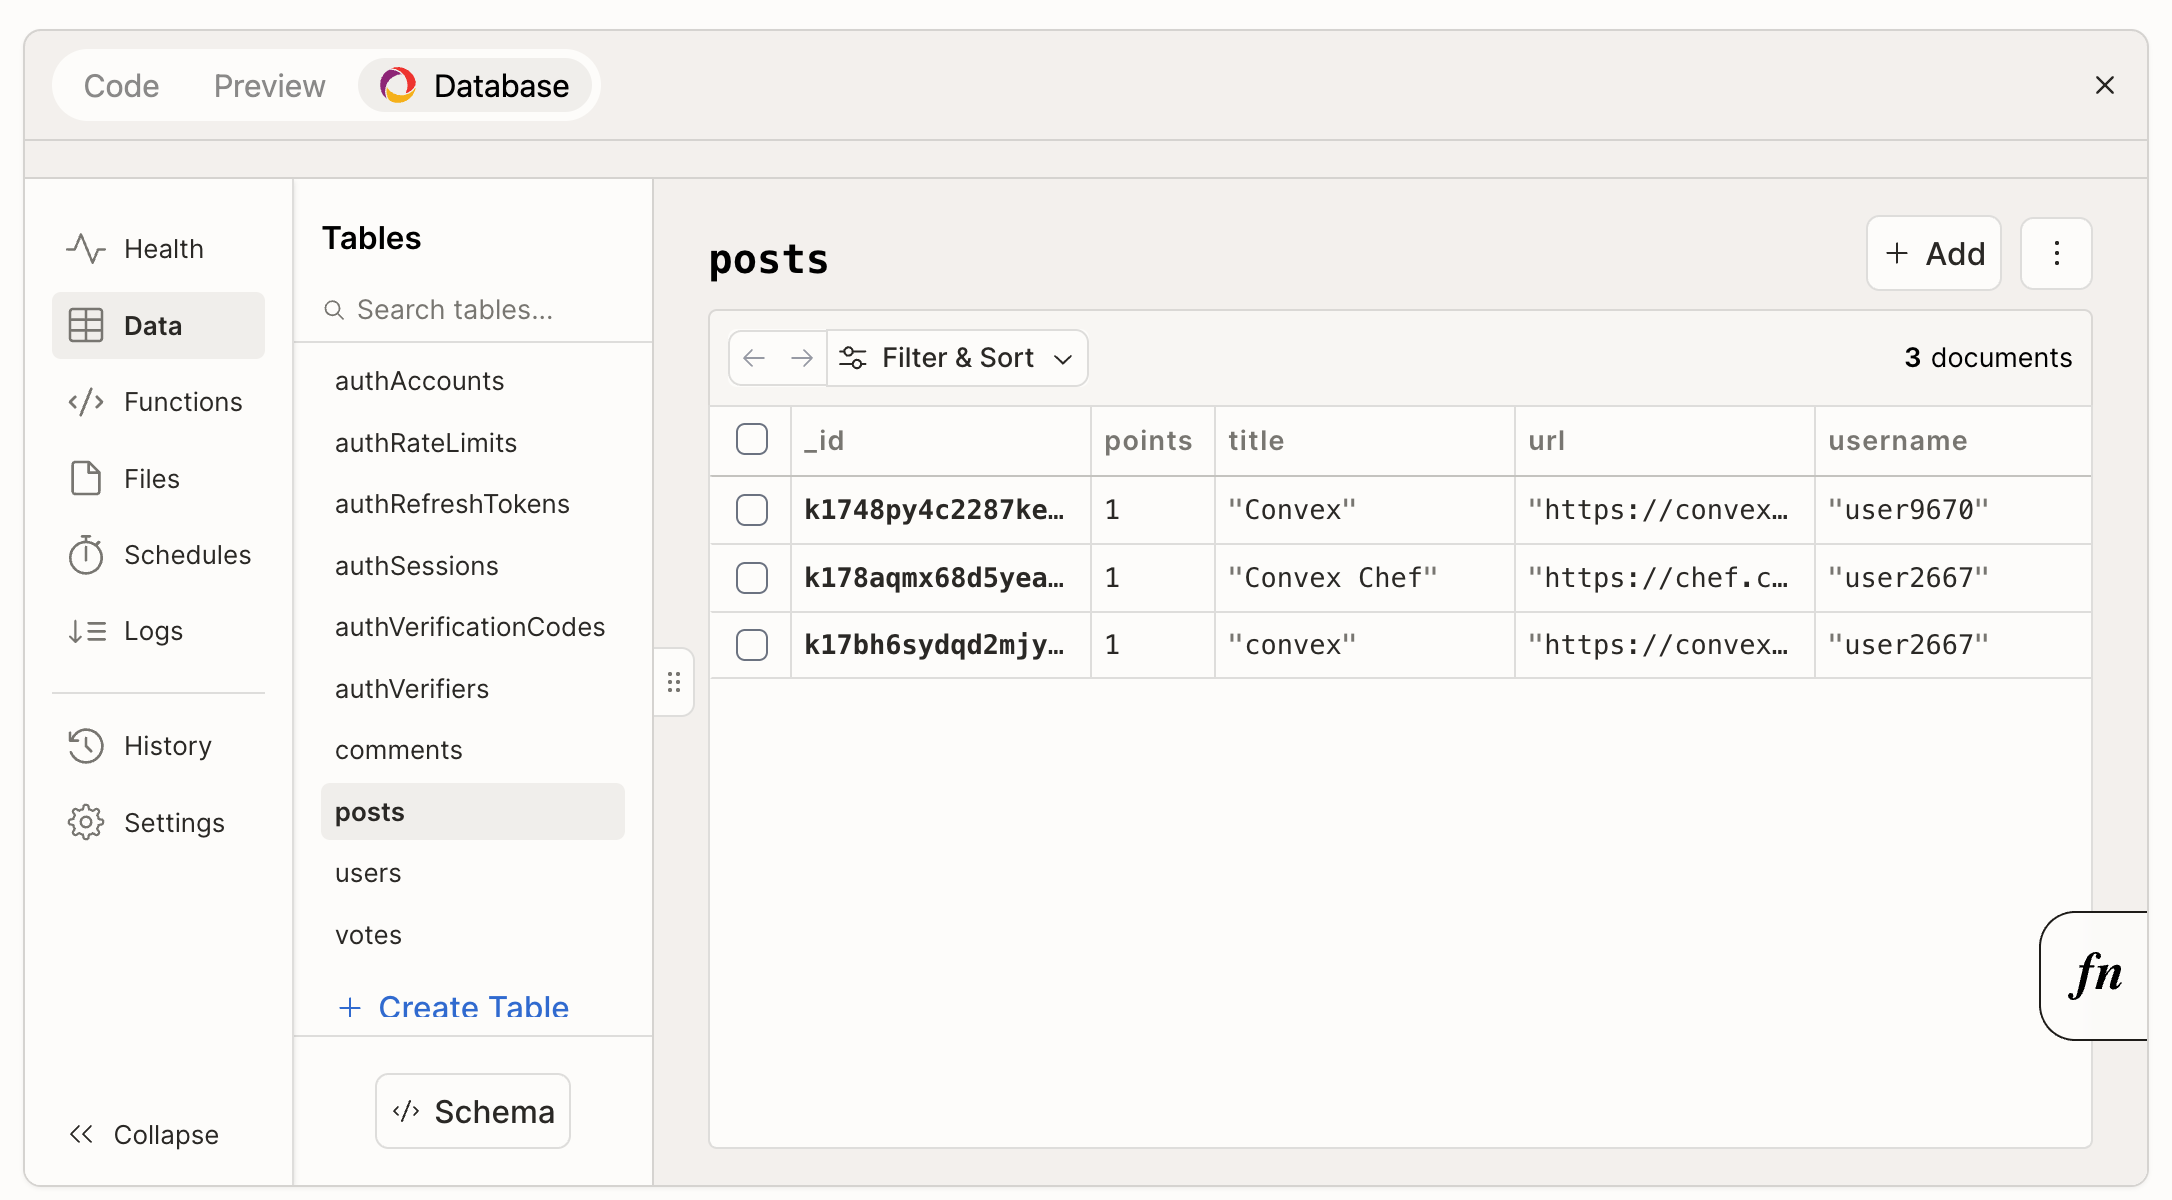 Code Preview Database
Health
Data
Functions
Files
Schedules
Logs
History
Settings
Collapse
Tables
Search tables...
authAccounts
authRateLimits
authRefreshTokens
authSessions
authVerificationCodes
authVerifiers
comments
posts
users
votes
+ Create Table
</> Schema
posts
+ Add
Filter & Sort
3 documents
_id points title url username
k1748py4c2287ke… 1 "Convex" "https://convex… "user9670"
k178aqmx68d5yea… 1 "Convex Chef" "https://chef.c… "user2667"
k17bh6sydqd2mjy… 1 "convex" "https://convex… "user2667"
fn